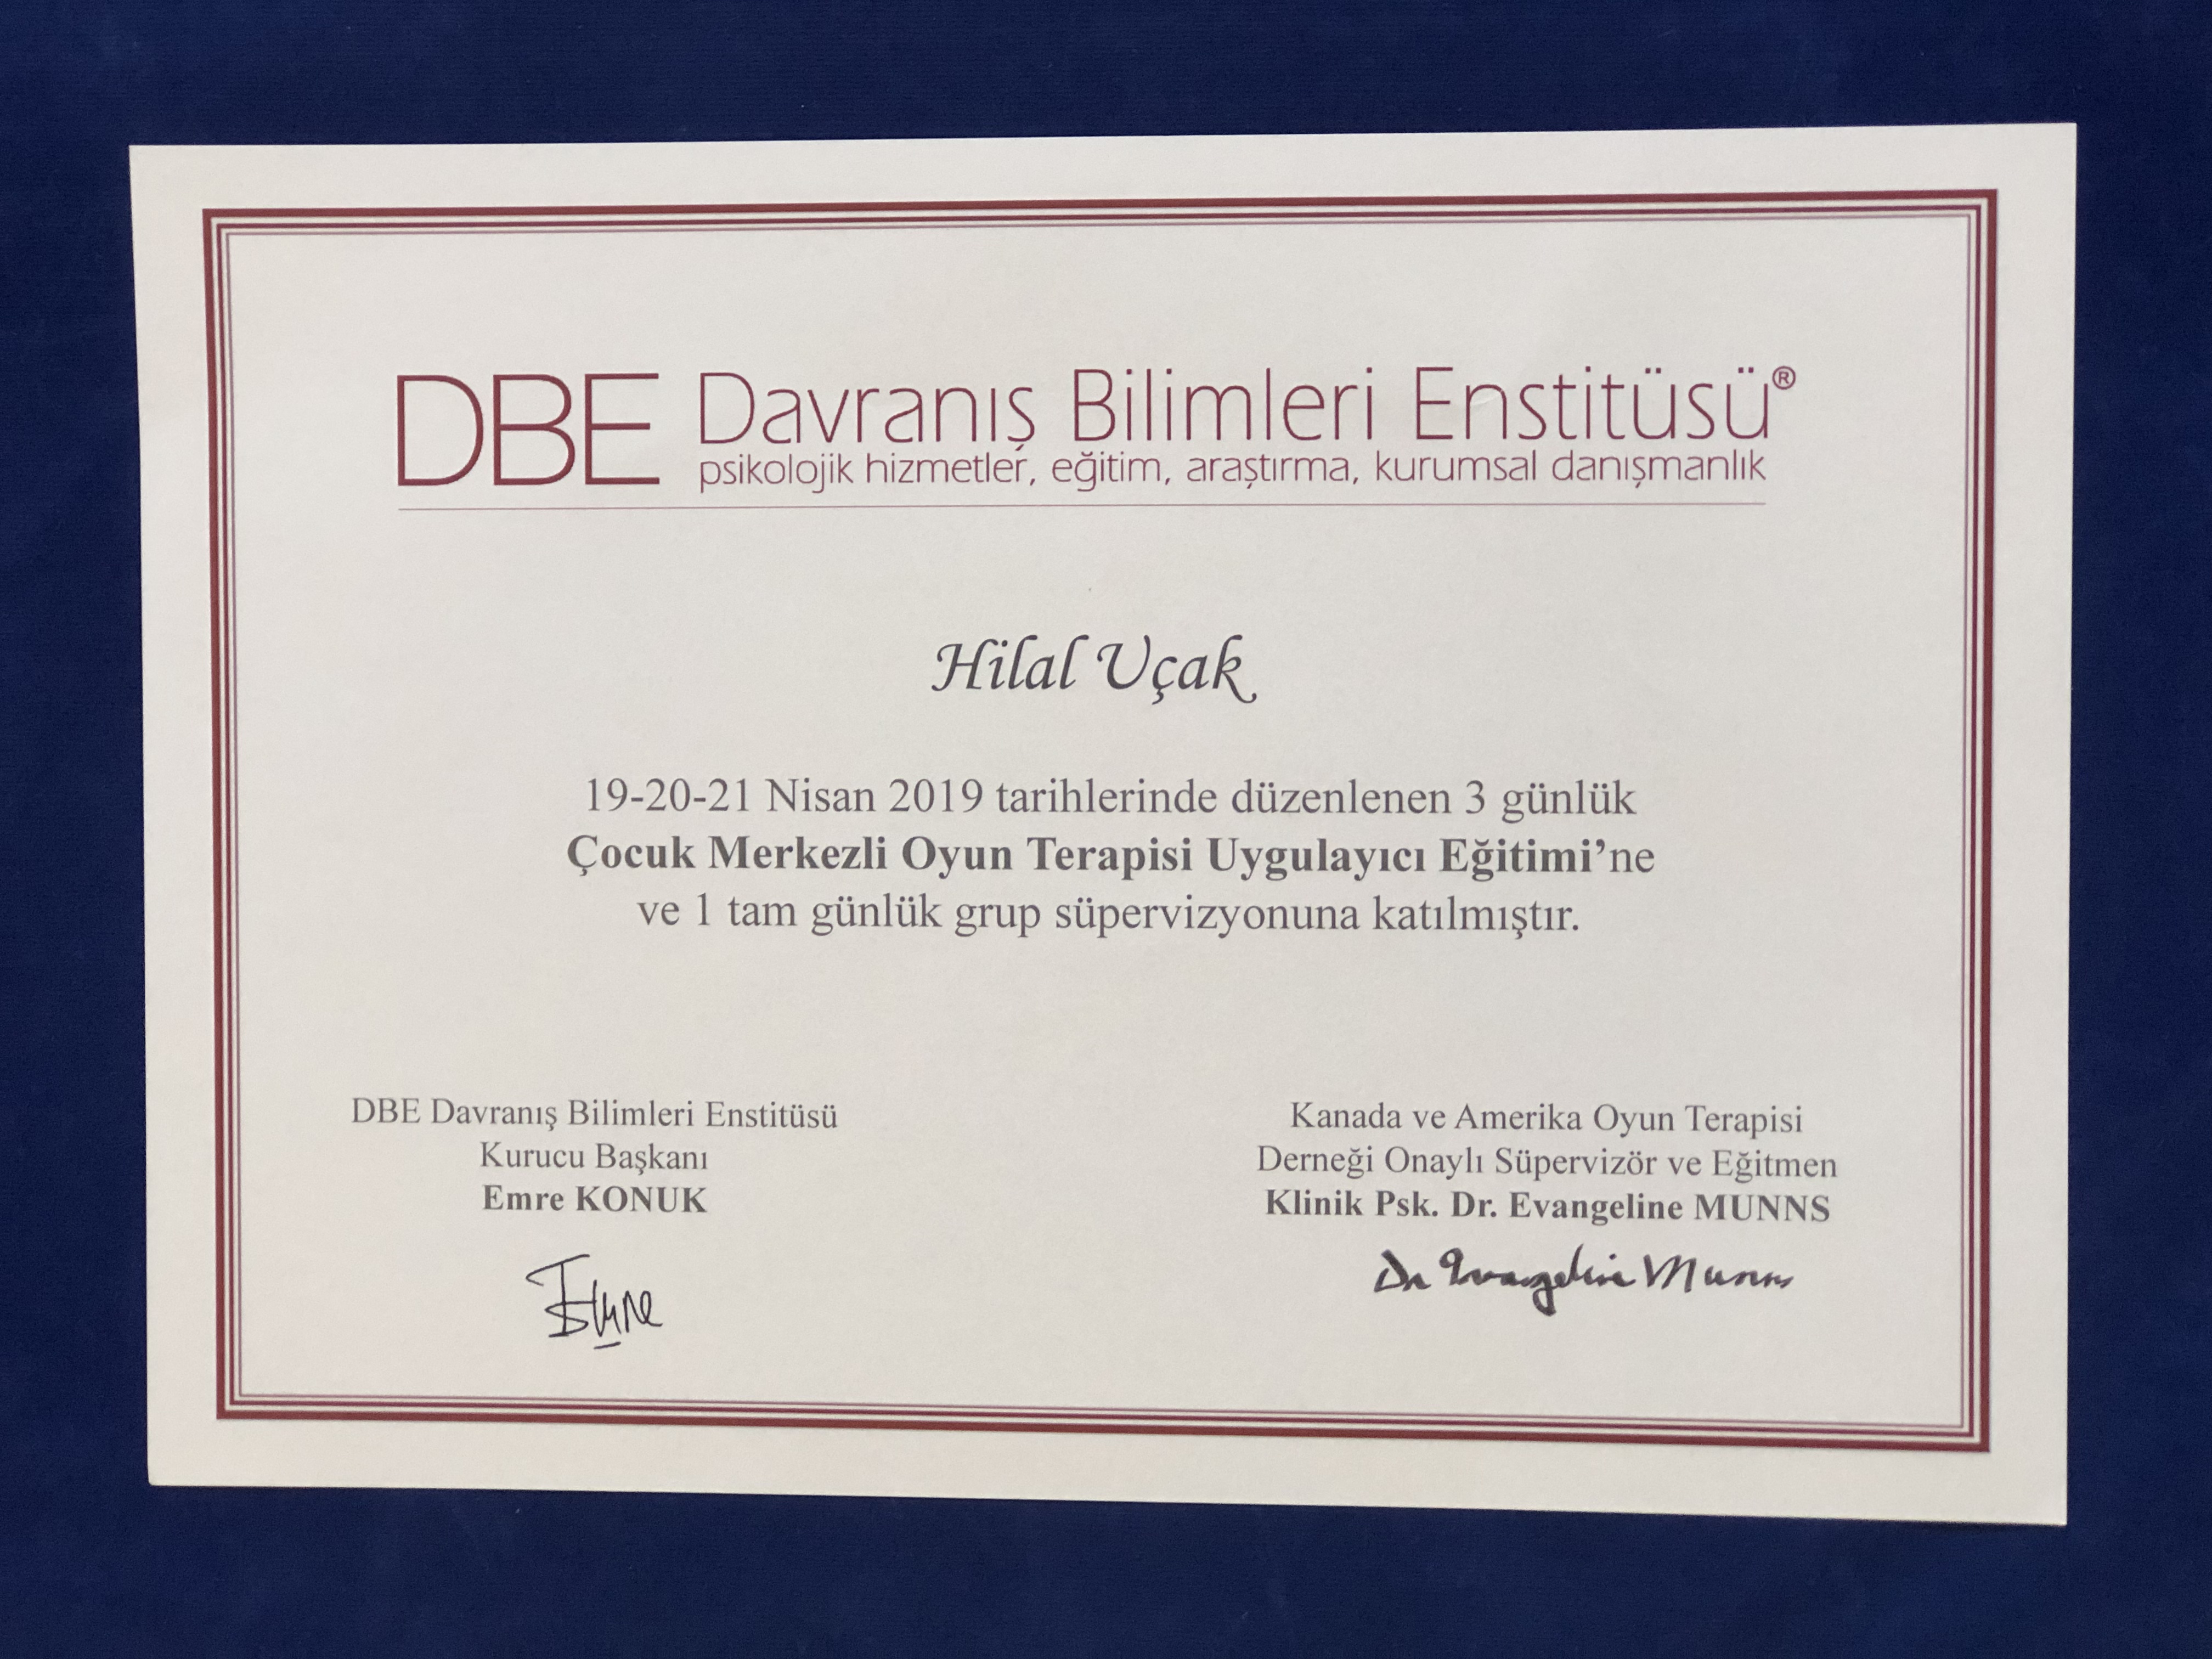 DBE Davranış Bilimleri Enstitüsü®
psikolojik hizmetler, eğitim, araştırma, kurumsal danışmanlık
Hilal Uçak
19-20-21 Nisan 2019 tarihlerinde düzenlenen 3 günlük
Çocuk Merkezli Oyun Terapisi Uygulayıcı Eğitimi’ne
ve 1 tam günlük grup süpervizyonuna katılmıştır.
DBE Davranış Bilimleri Enstitüsü
Kurucu Başkanı
Emre KONUK
Emre
Kanada ve Amerika Oyun Terapisi
Derneği Onaylı Süpervizör ve Eğitmen
Klinik Psk. Dr. Evangeline MUNNS
Dr Evangeline Munns